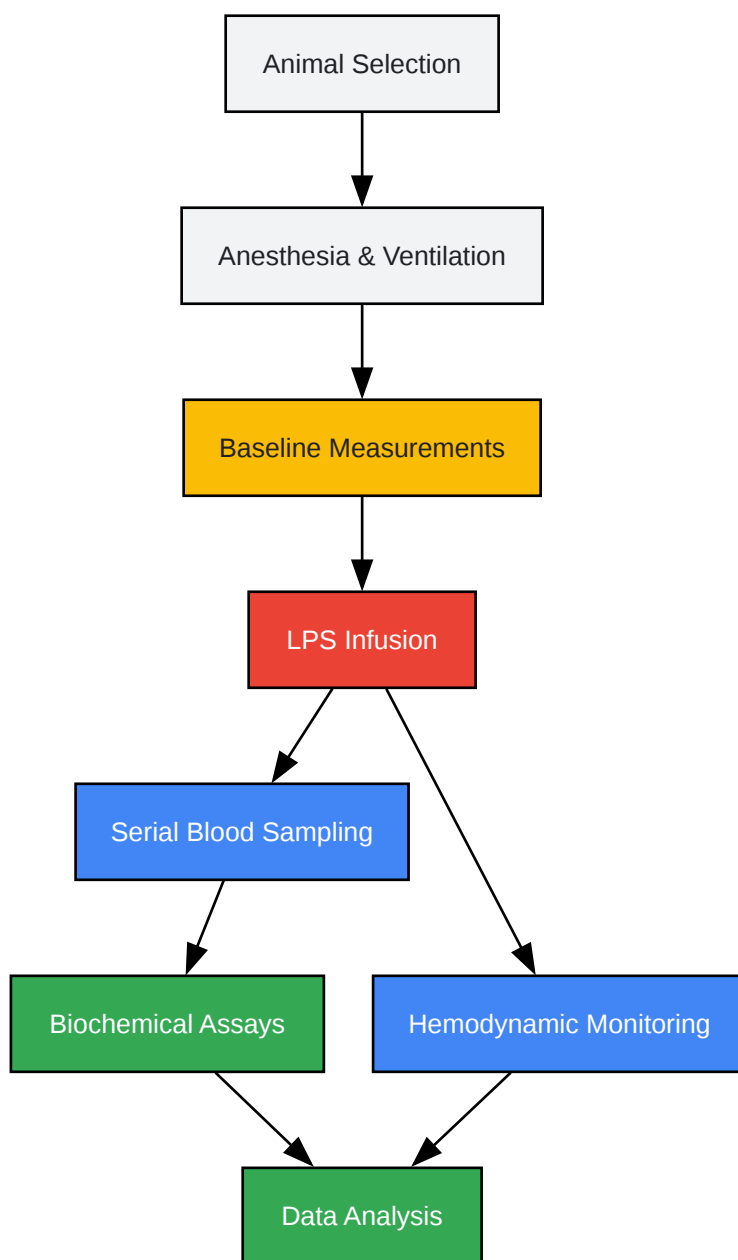 Animal Selection
Anesthesia & Ventilation
Baseline Measurements
LPS Infusion
Serial Blood Sampling
Biochemical Assays
Hemodynamic Monitoring
Data Analysis